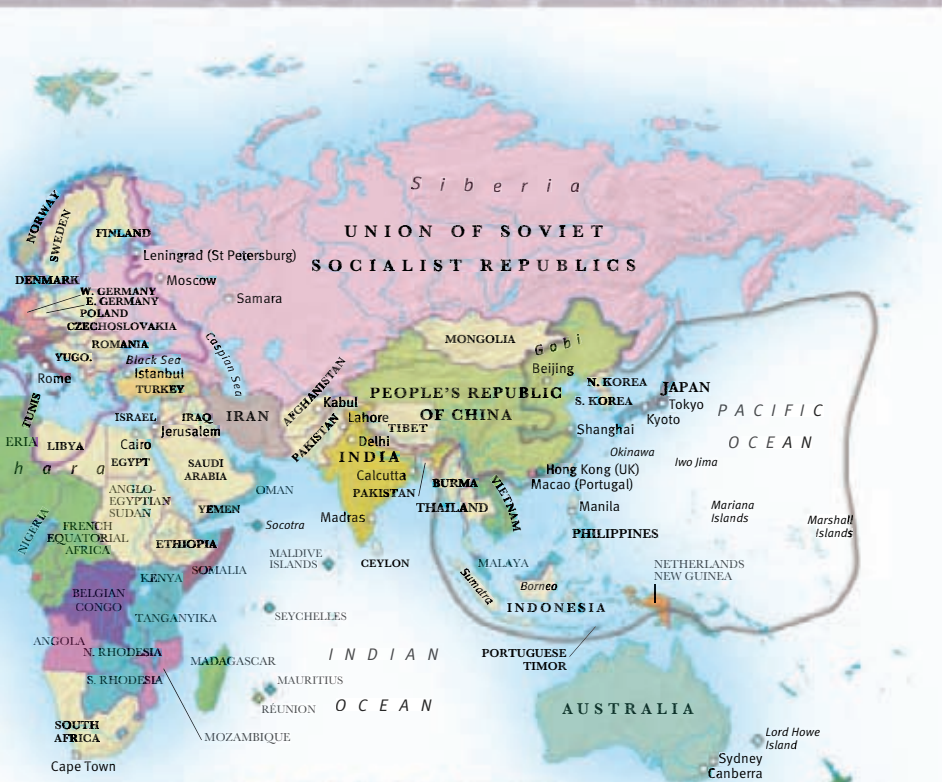 Siberia
UNION OF SOVIET
SOCIALIST REPUBLICS
NORWAY
SWEDEN
FINLAND
Leningrad (St Petersburg)
DENMARK
Moscow
W. GERMANY
E. GERMANY
Samara
POLAND
CZECHOSLOVAKIA
ROMANIA
YUGO.
Black Sea
Caspian Sea
MONGOLIA
Gobi
Rome
Istanbul
TURKEY
Beijing
AFGHANISTAN
PEOPLE'S REPUBLIC
OF CHINA
N. KOREA
S. KOREA
JAPAN
Tokyo
Kyoto
PACIFIC
OCEAN
TUNIS
ISRAEL
IRAQ
IRAN
Kabul
Lahore
TIBET
Shanghai
ERIA
LIBYA
Cairo
Jerusalem
PAKISTAN
Delhi
Okinawa
Iwo Jima
hara
EGYPT
SAUDI
ARABIA
INDIA
Calcutta
PAKISTAN
BURMA
Hong Kong (UK)
Macao (Portugal)
ANGLO-
EGYPTIAN
SUDAN
OMAN
YEMEN
THAILAND
VIETNAM
Manila
Mariana
Islands
Marshall
Islands
NIGERIA
FRENCH
EQUATORIAL
AFRICA
Socotra
Madras
PHILIPPINES
ETHIOPIA
MALDIVE
ISLANDS
CEYLON
MALAYA
NETHERLANDS
NEW GUINEA
SOMALIA
KENYA
BELGIAN
CONGO
Sumatra
Borneo
INDONESIA
TANGANYIKA
SEYCHELLES
ANGOLA
N. RHODESIA
MADAGASCAR
INDIAN
OCEAN
PORTUGUESE
TIMOR
S. RHODESIA
MAURITIUS
RÉUNION
AUSTRALIA
SOUTH
AFRICA
MOZAMBIQUE
Lord Howe
Island
Cape Town
Sydney
Canberra